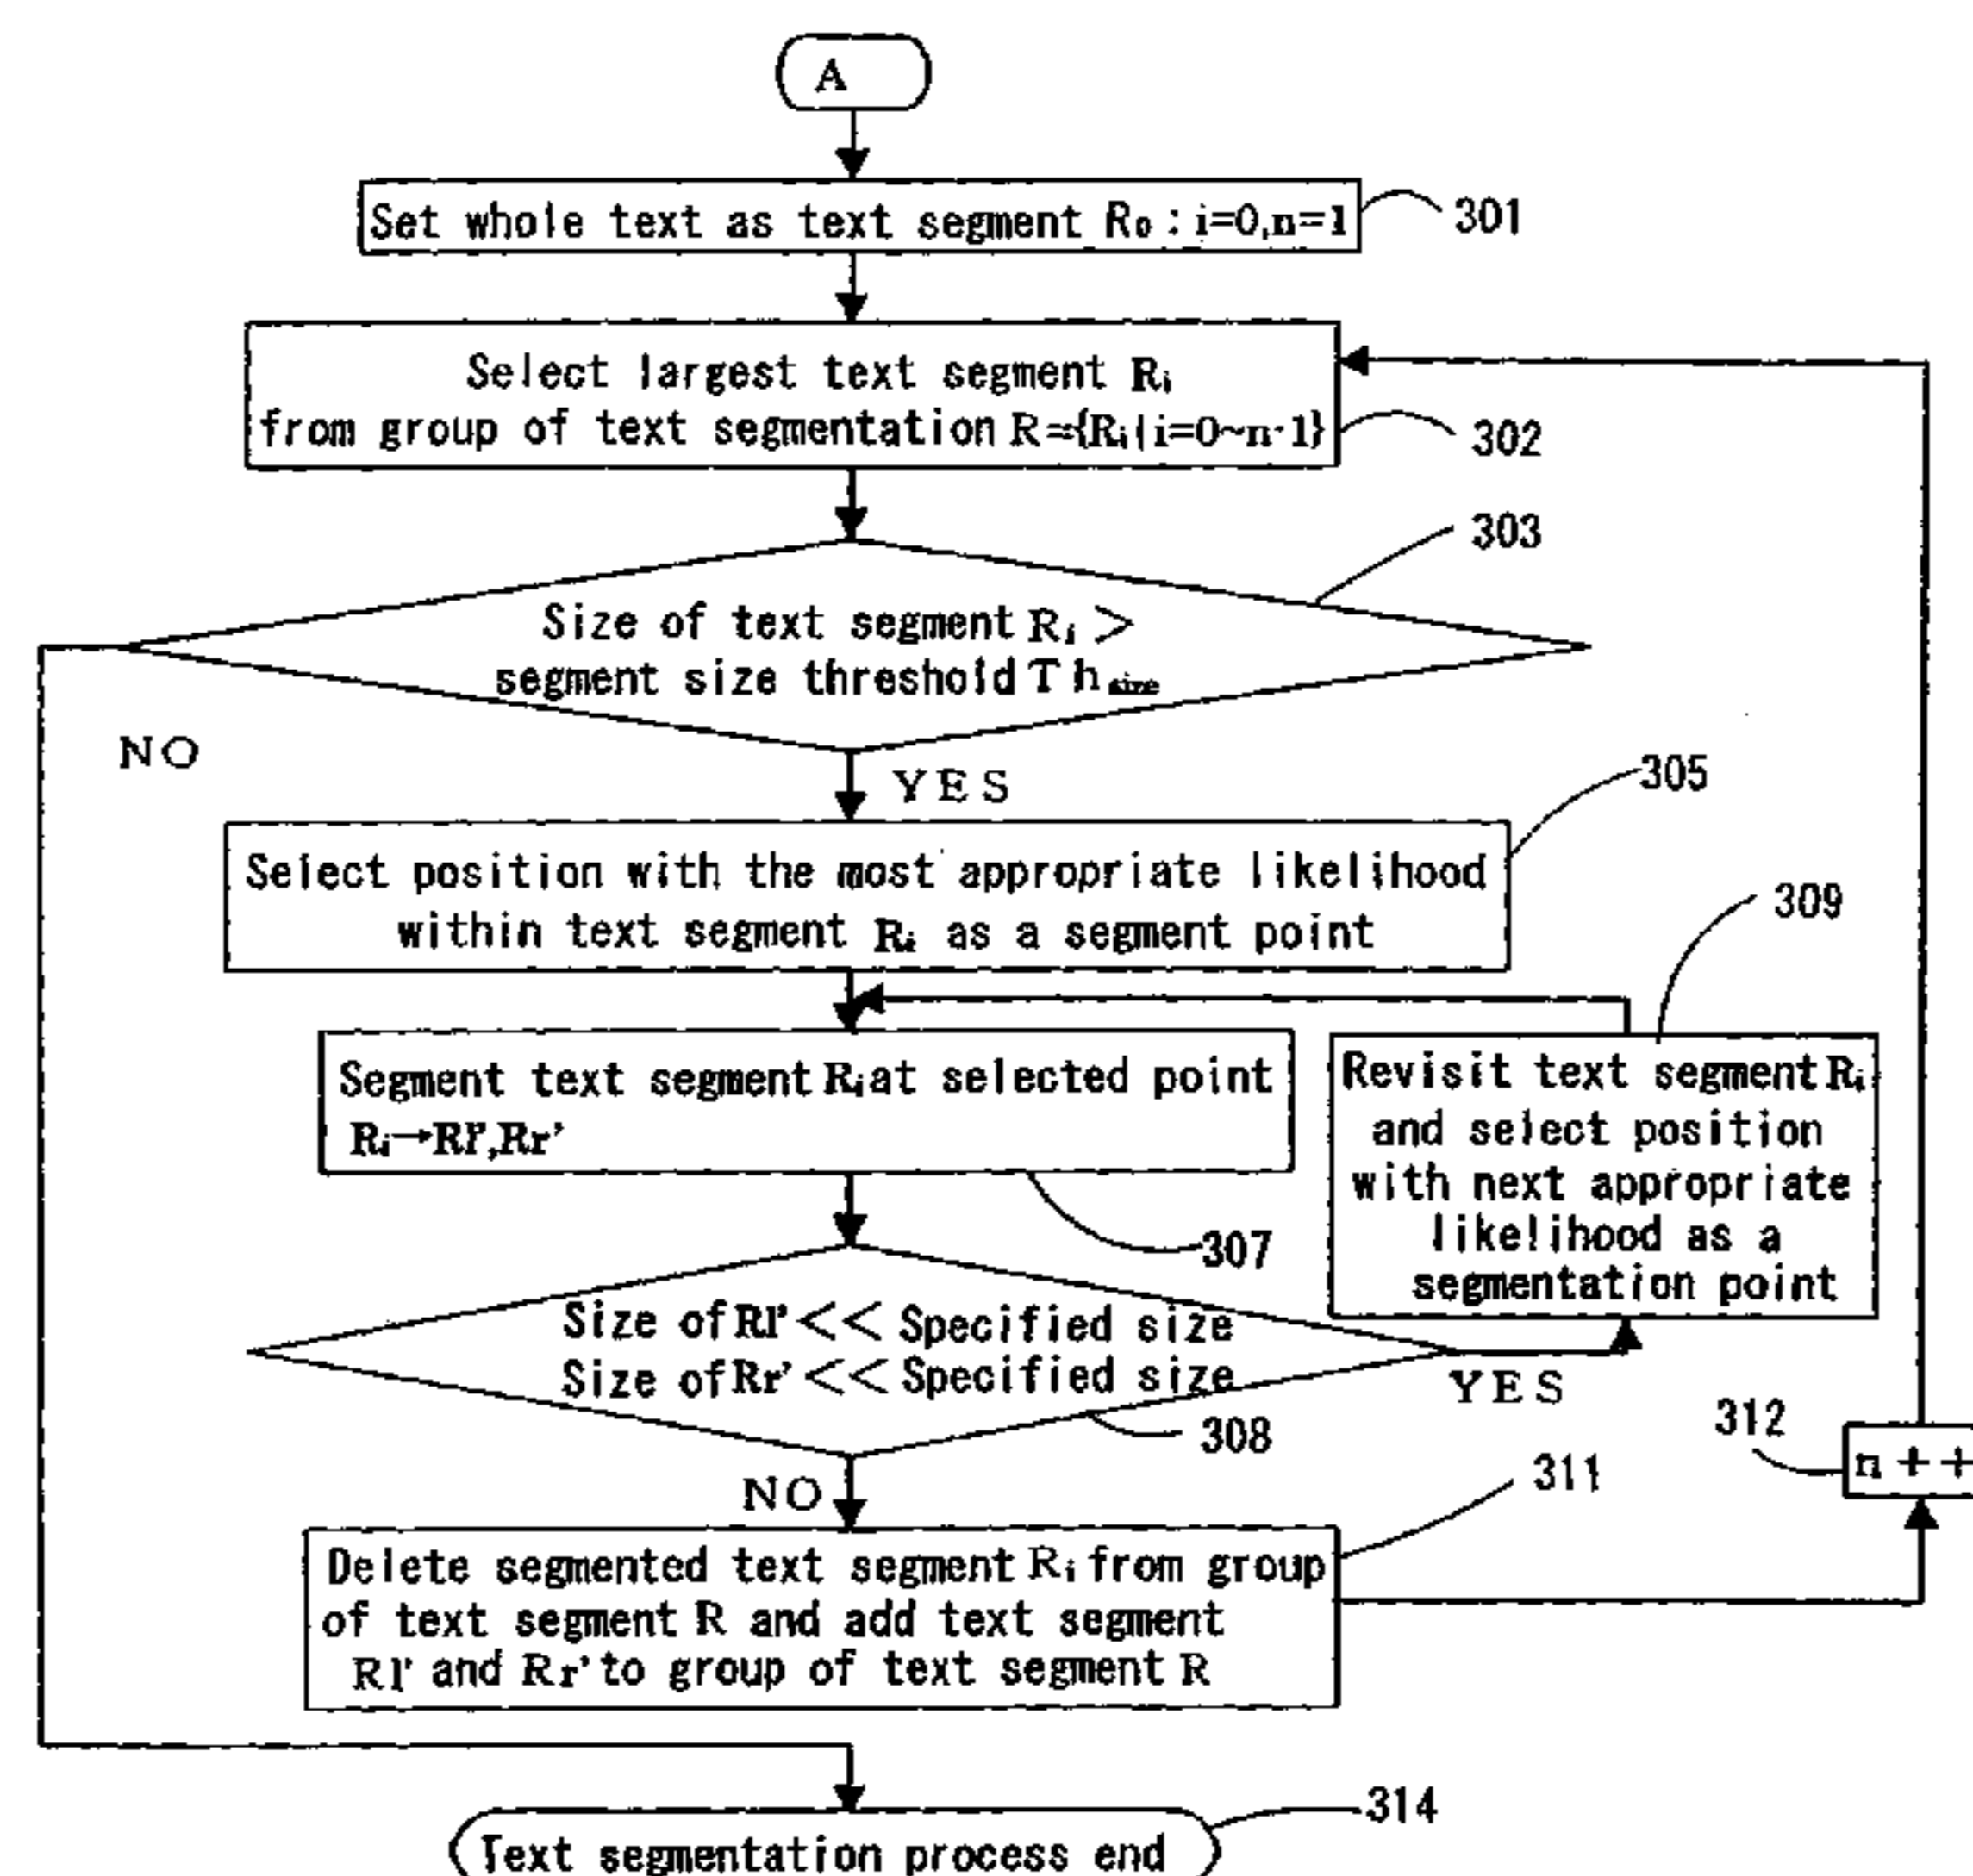 A
Set whole text as text segment R₀ : i=0,n=1
301
Select largest text segment Rᵢ
from group of text segmentation R={Rᵢ|i=0~n-1}
302
303
Size of text segment Rᵢ >
segment size threshold Th size
NO
YES
305
Select position with the most appropriate likelihood
within text segment Rᵢ as a segment point
309
Segment text segment Rᵢ at selected point
Rᵢ→Rl',Rr'
307
Revisit text segment Rᵢ
and select position
with next appropriate
likelihood as a
segmentation point
Size of Rl' << Specified size
Size of Rr' << Specified size
YES
308
312
n++
NO
311
Delete segmented text segment Rᵢ from group
of text segment R and add text segment
Rl' and Rr' to group of text segment R
314
Text segmentation process end